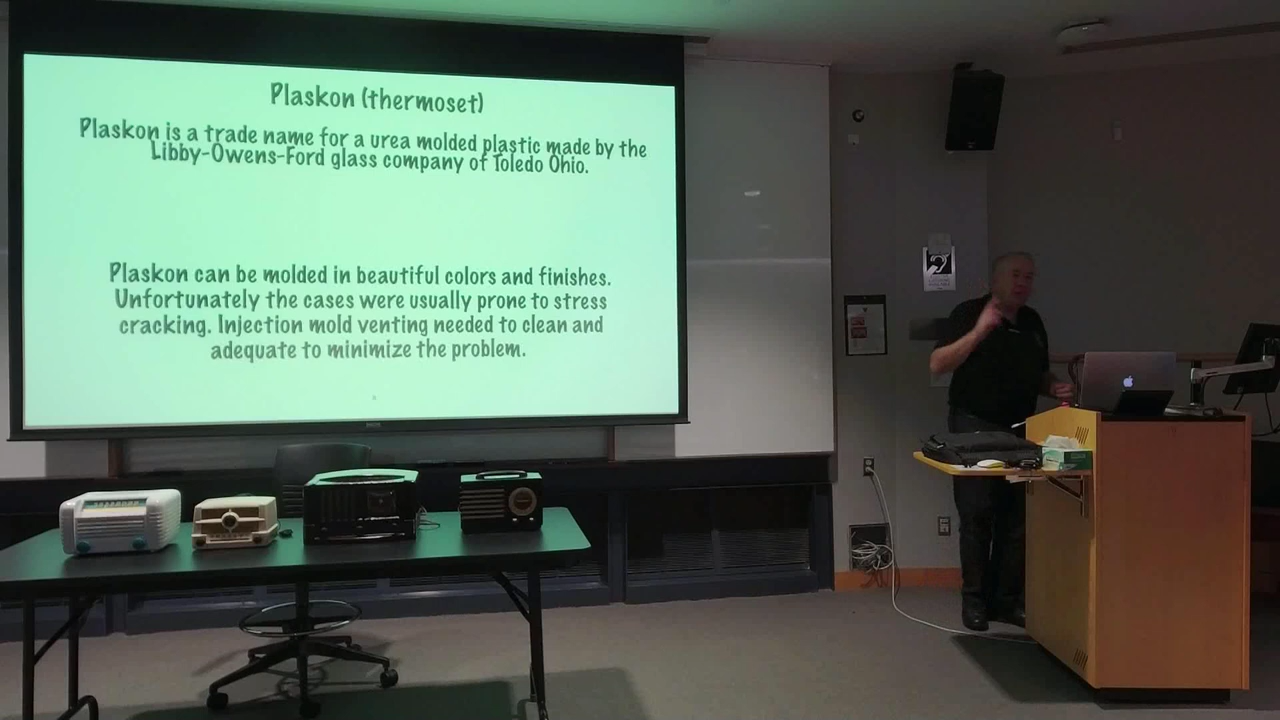 Plaskon (thermoset)
Plaskon is a trade name for a urea molded plastic made by the
Libby-Owens-Ford glass company of Toledo Ohio.
Plaskon can be molded in beautiful colors and finishes.
Unfortunately the cases were usually prone to stress
cracking. Injection mold venting needed to clean and
adequate to minimize the problem.